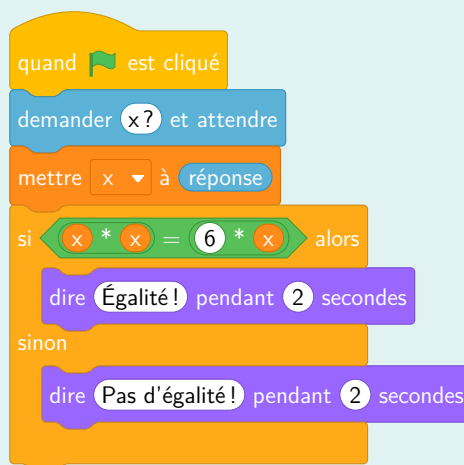 quand est cliqué
demander x? et attendre
mettre x à réponse
si x * x = 6 * x alors
dire Égalité! pendant 2 secondes
sinon
dire Pas d'égalité! pendant 2 secondes